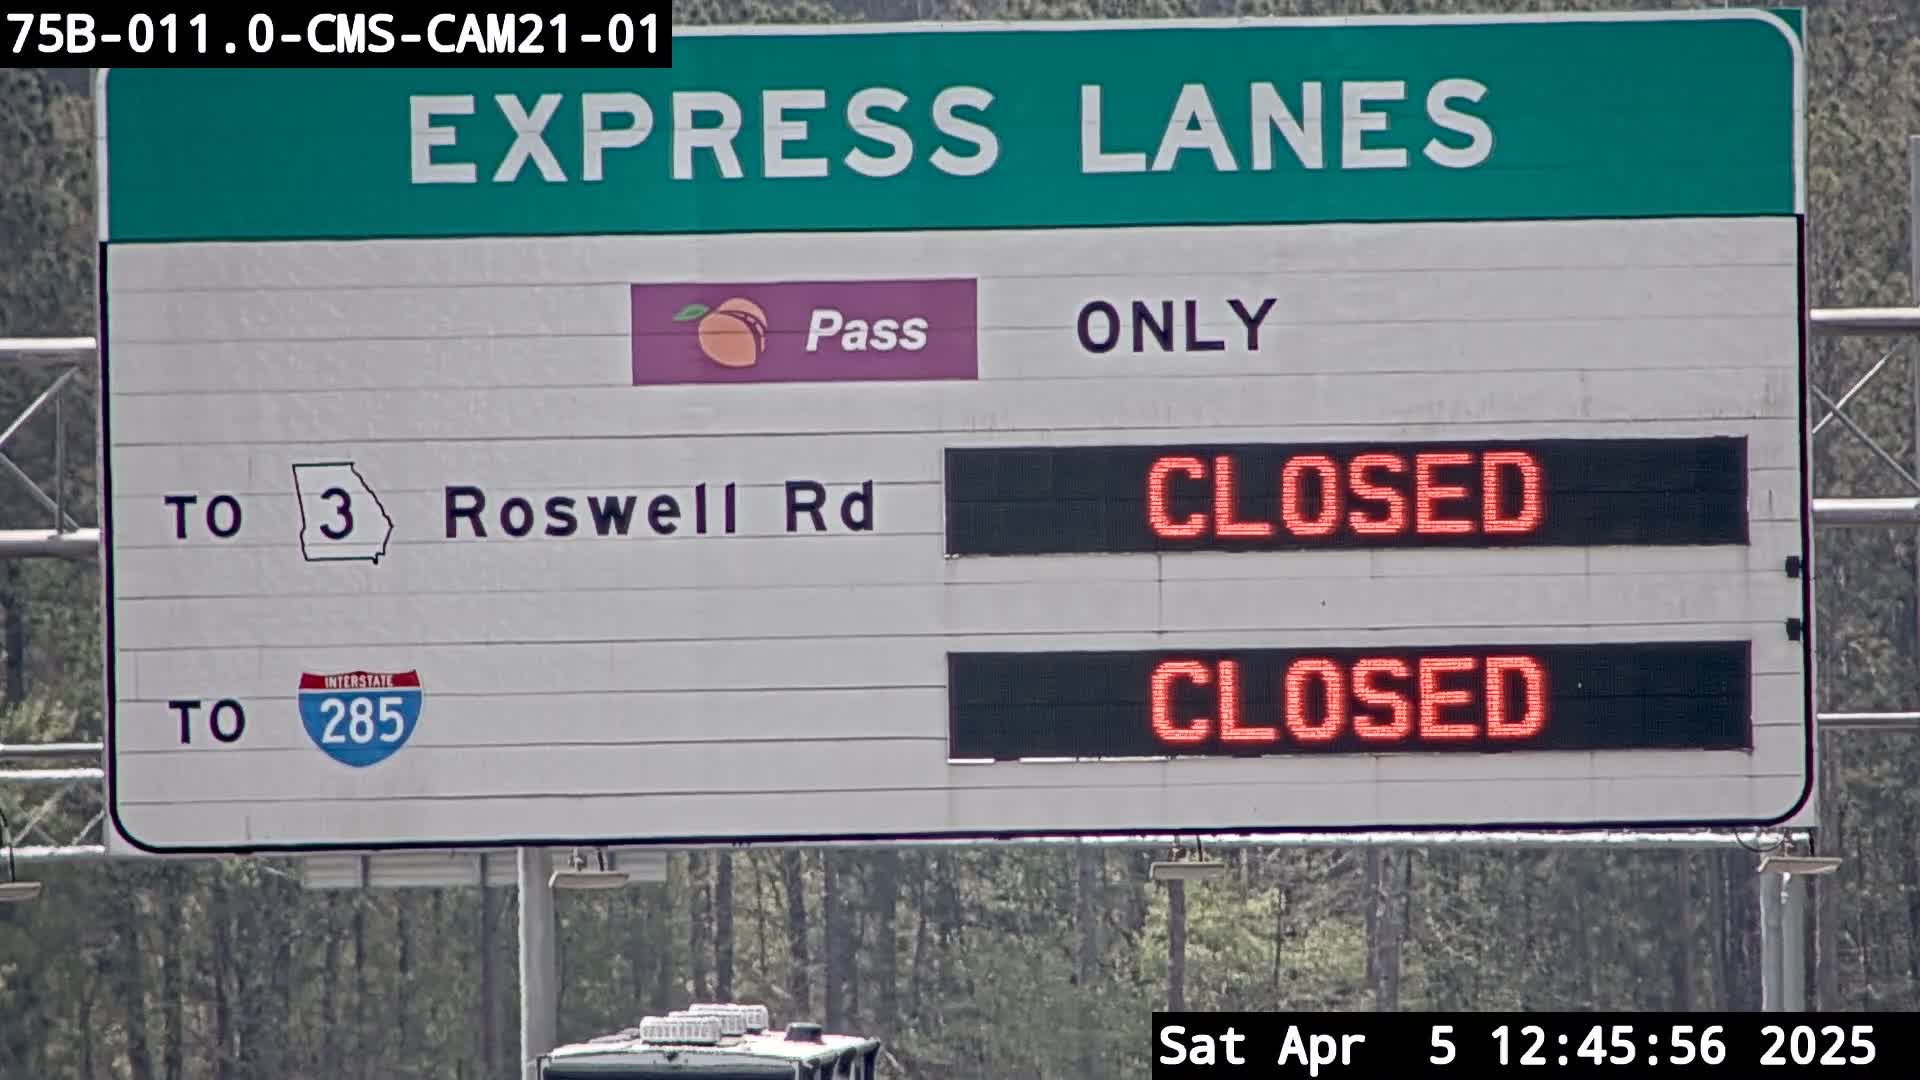 75B-011.0-CMS-CAM21-01
EXPRESS LANES
Pass ONLY
TO 3 Roswell Rd CLOSED
INTERSTATE
TO 285 CLOSED
Sat Apr 5 12:45:56 2025